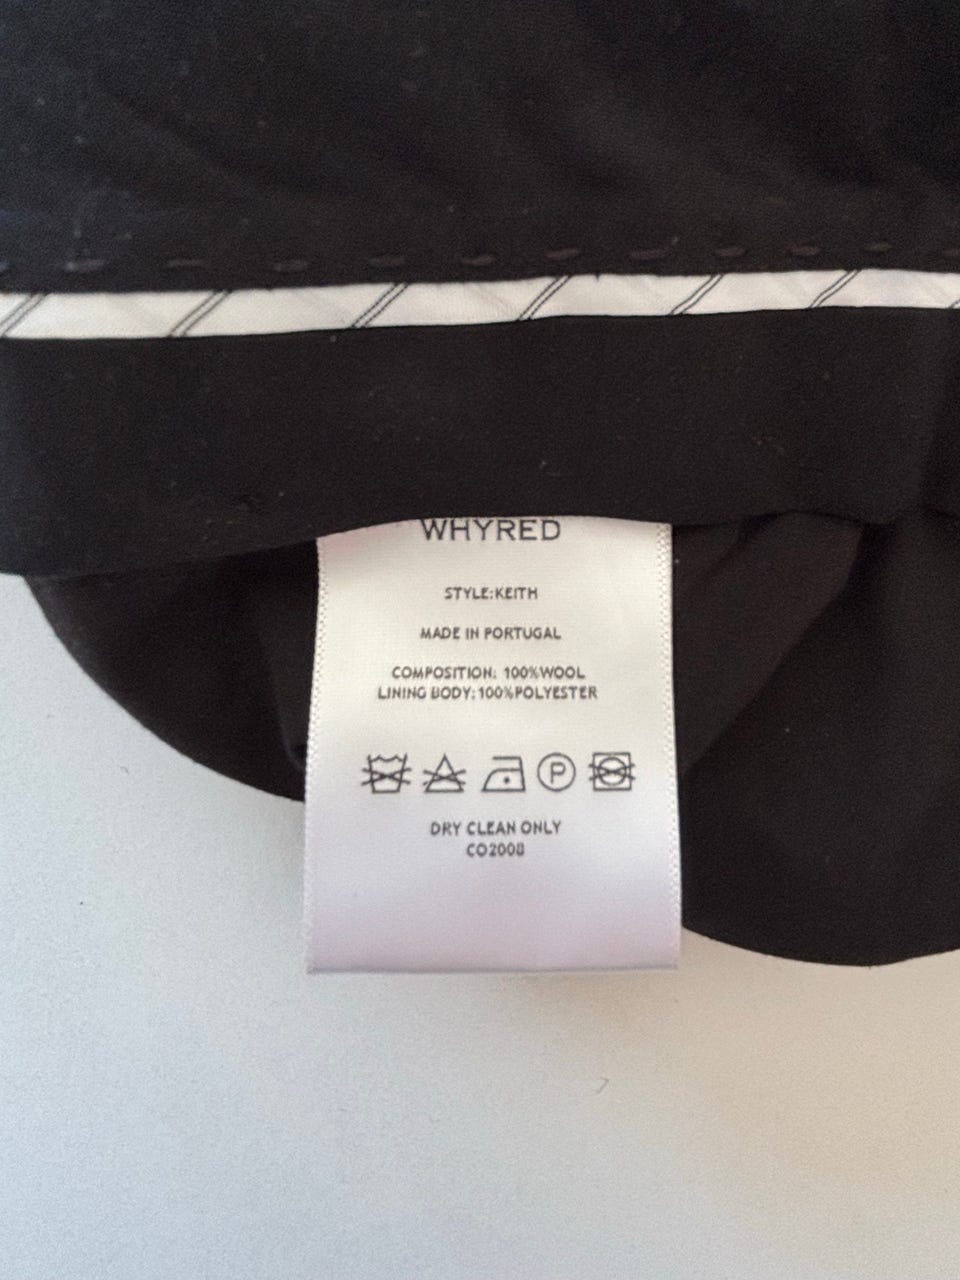 WHYRED
STYLE:KEITH
MADE IN PORTUGAL
COMPOSITION: 100%WOOL
LINING BODY:100%POLYESTER
P
DRY CLEAN ONLY
CO2008